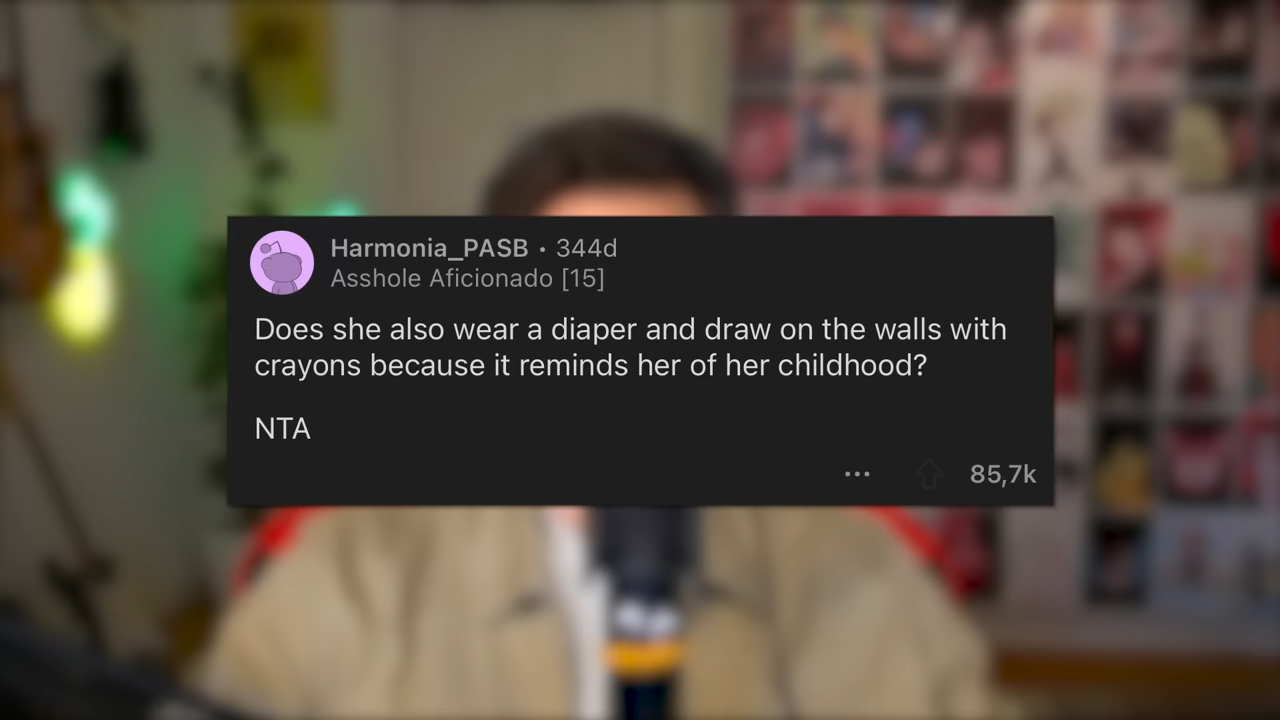 Harmonia_PASB • 344d
Asshole Aficionado [15]
Does she also wear a diaper and draw on the walls with
crayons because it reminds her of her childhood?
NTA
... 85,7k